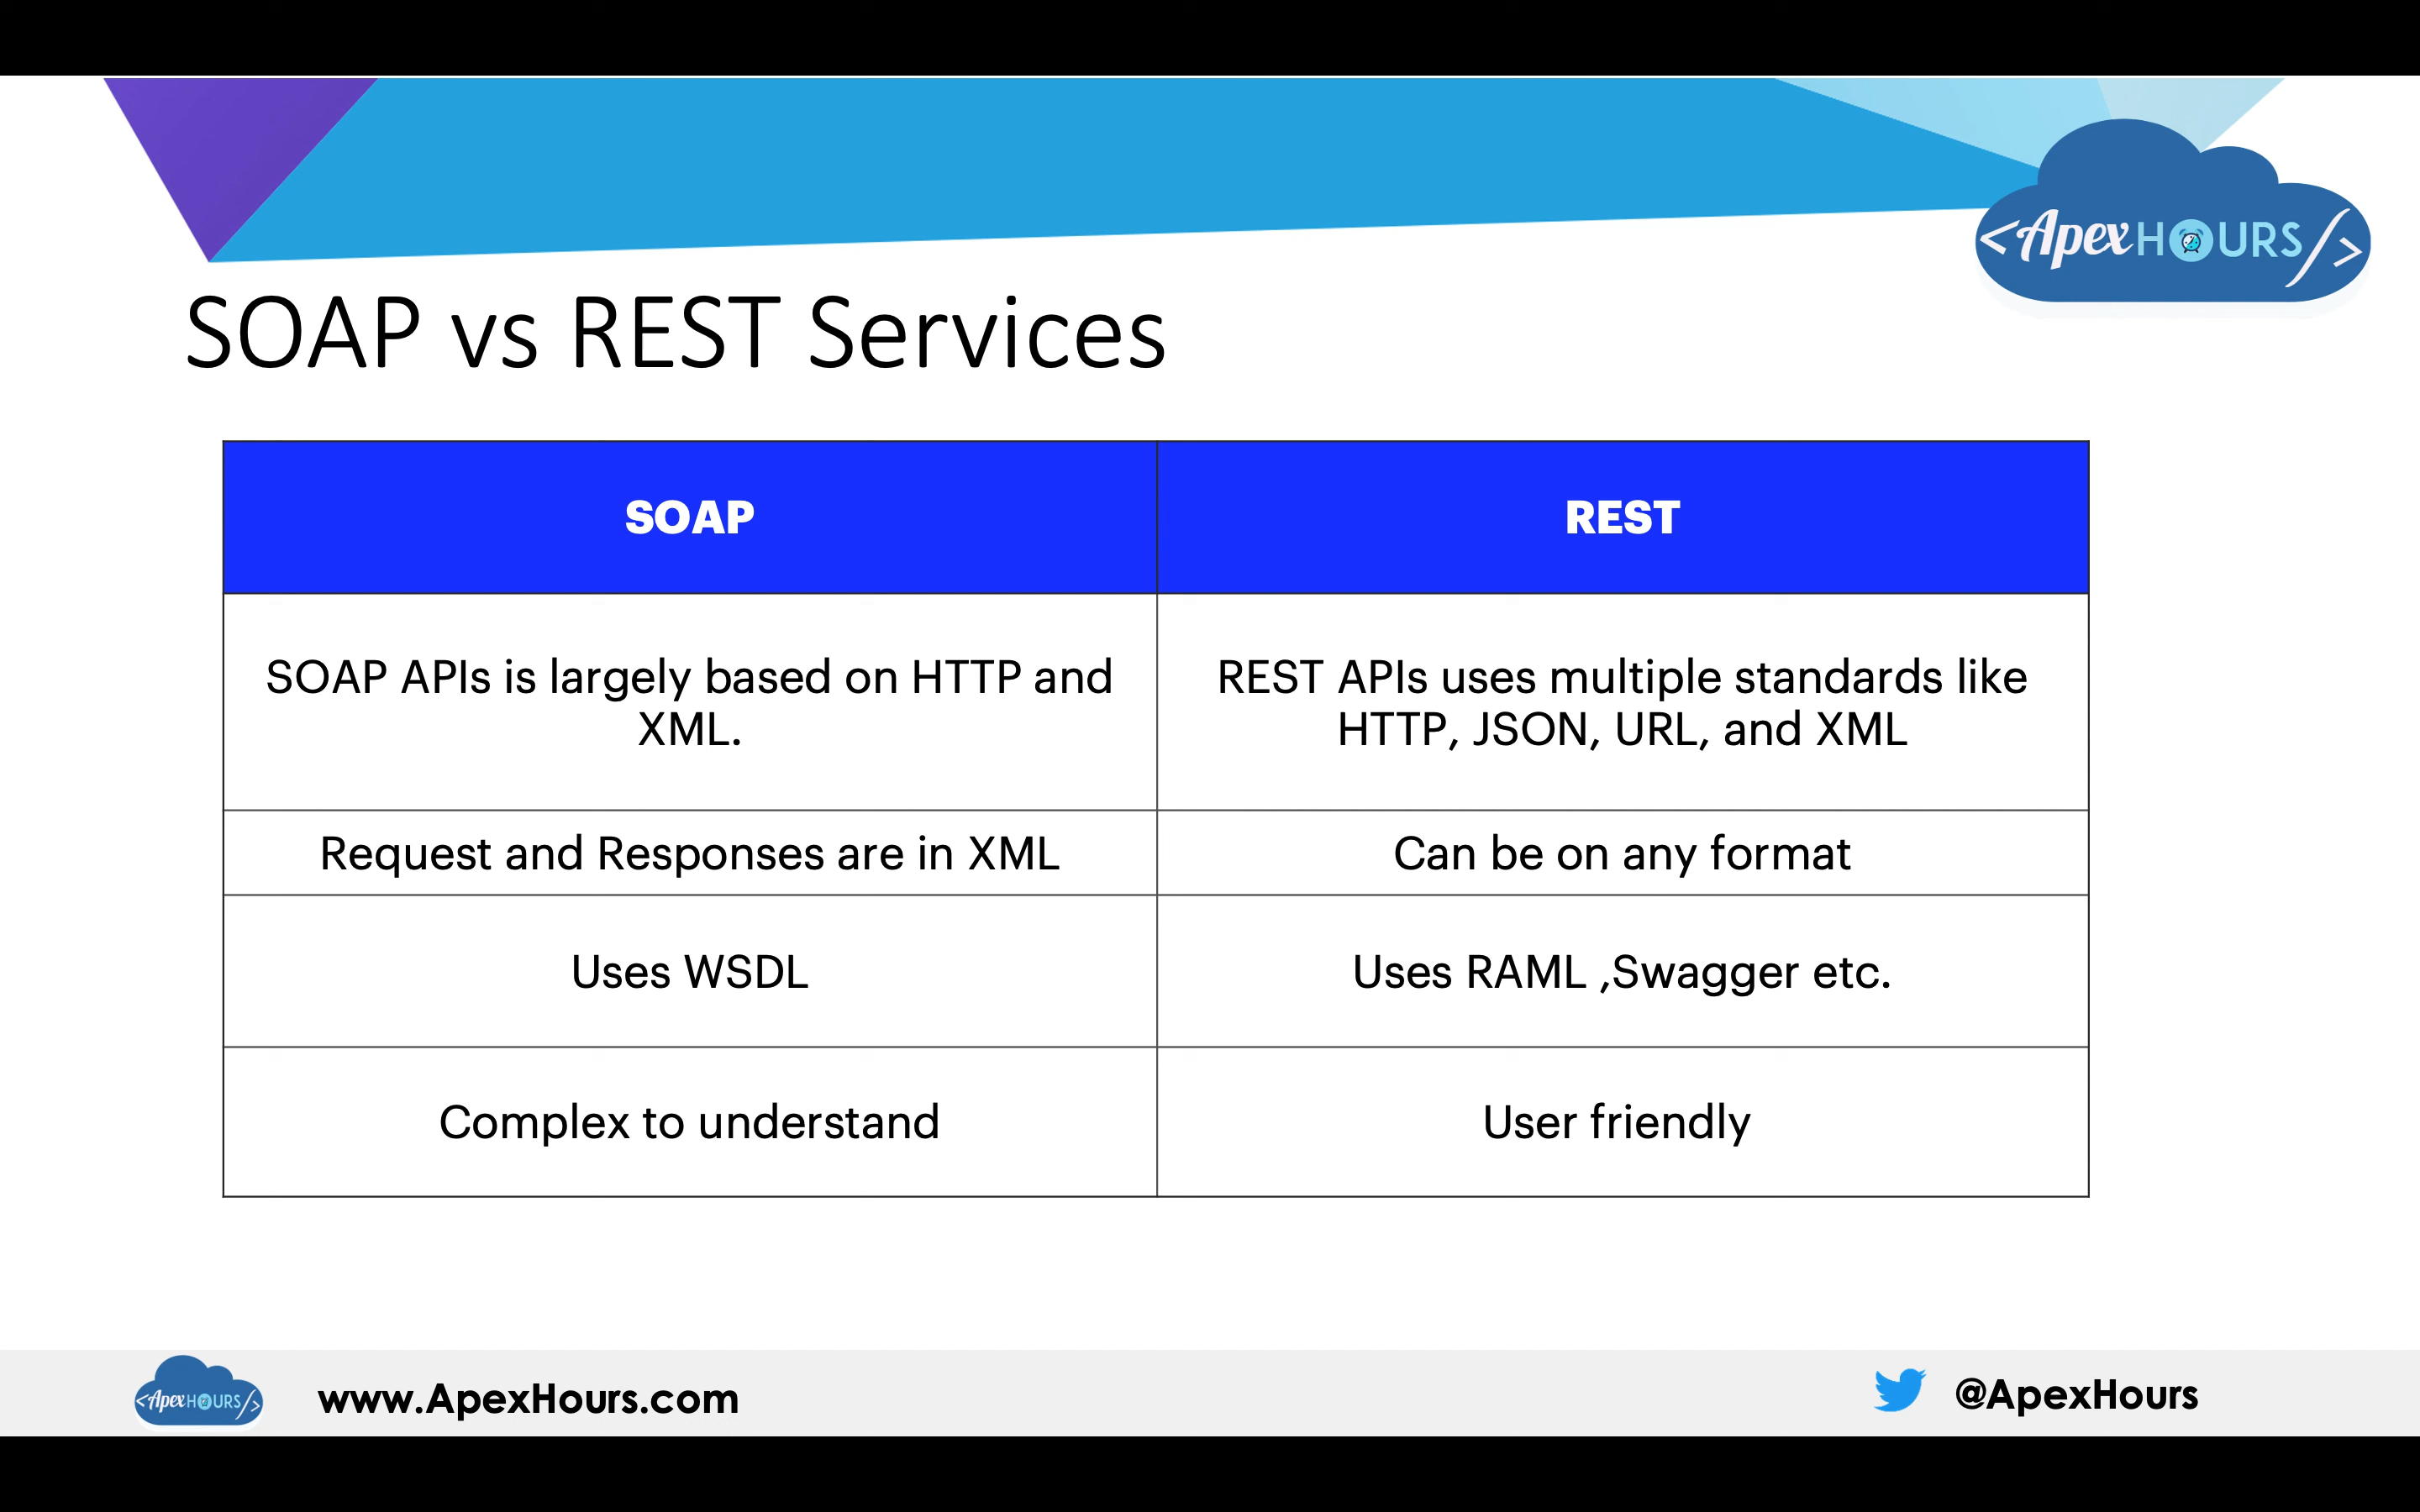 <ApexHOURS/>
SOAP vs REST Services
SOAP
REST
SOAP APIs is largely based on HTTP and
XML.
REST APIs uses multiple standards like
HTTP, JSON, URL, and XML
Request and Responses are in XML
Can be on any format
Uses WSDL
Uses RAML ,Swagger etc.
Complex to understand
User friendly
<ApexHOURS/>
www.ApexHours.com
@ApexHours